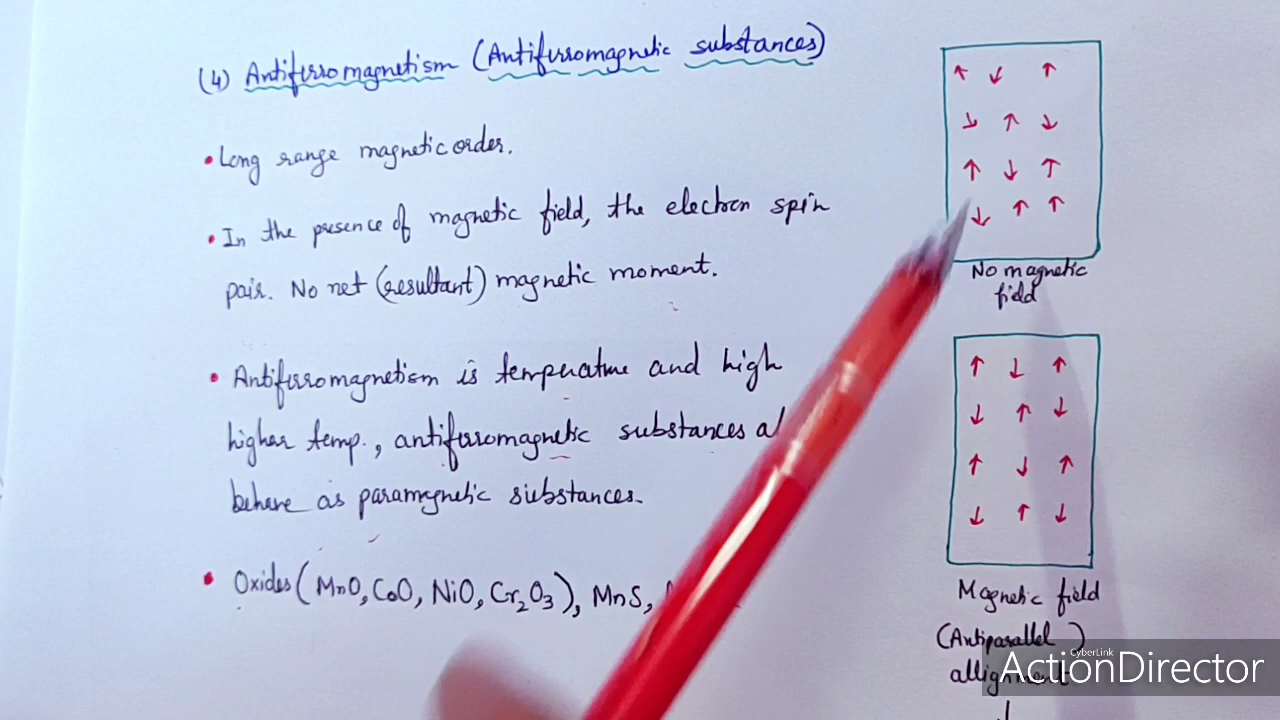 (4) Antiferromagnetism (Antiferromagnetic substances)
• Long range magnetic order.
• In the presence of magnetic field, the electron spin
pair. No net (resultant) magnetic moment.
• Antiferromagnetism is temperature and high
higher temp., antiferromagnetic substances
behave as paramagnetic substances.
• Oxides (MnO, CoO, NiO, Cr₂O₃), MnS,
No magnetic
field
Magnetic field
(Antiparallel)
allignment
CyberLink
ActionDirector